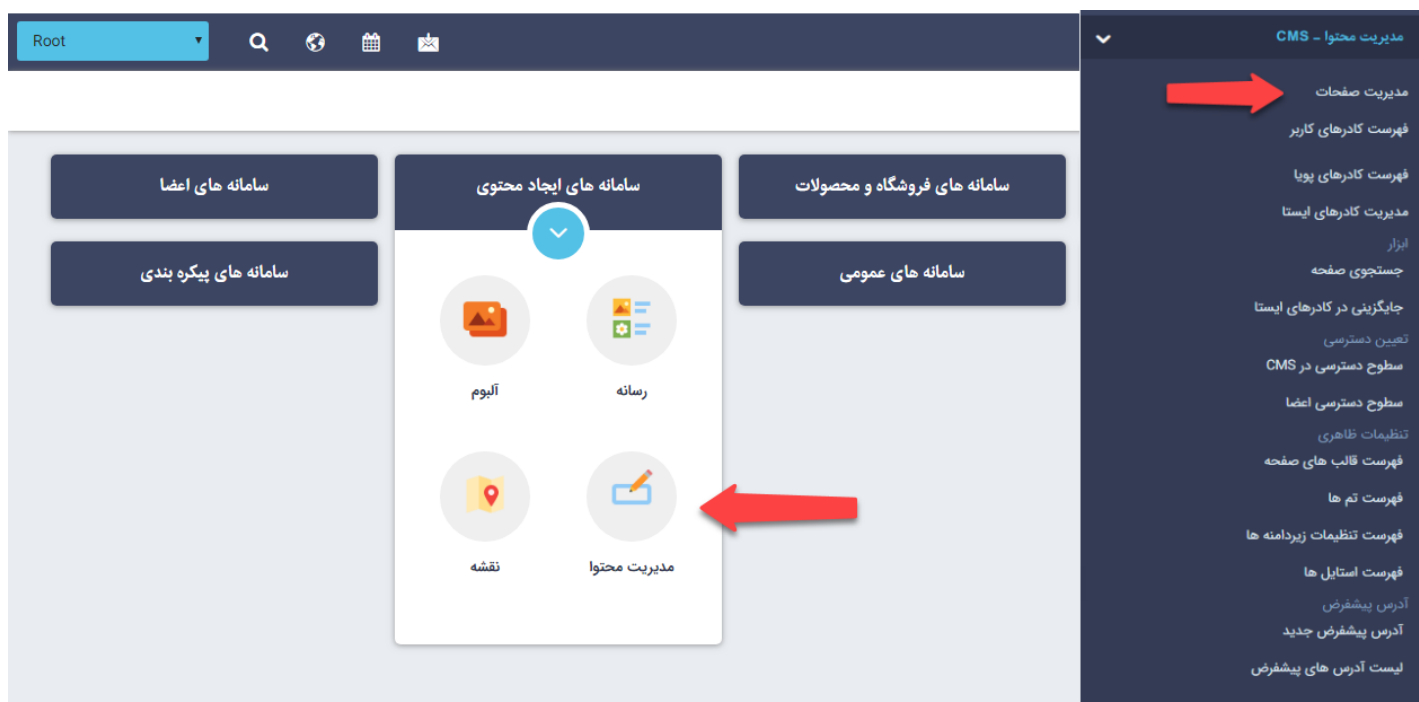 مدیریت محتوا - CMS
مدیریت صفحات
فهرست کادرهای کاربر
فهرست کادرهای پویا
مدیریت کادرهای ایستا
ابزار
جستجوی صفحه
جایگزینی در کادرهای ایستا
تعیین دسترسی
سطوح دسترسی در CMS
سطوح دسترسی اعضا
تنظیمات ظاهری
فهرست قالب های صفحه
فهرست تم ها
فهرست تنظیمات زیردامنه ها
فهرست استایل ها
آدرس پیشفرض
آدرس پیشفرض جدید
لیست آدرس های پیشفرض
Root
سامانه های فروشگاه و محصولات
سامانه های ایجاد محتوی
سامانه های اعضا
سامانه های عمومی
سامانه های پیکره بندی
رسانه
آلبوم
مدیریت محتوا
نقشه